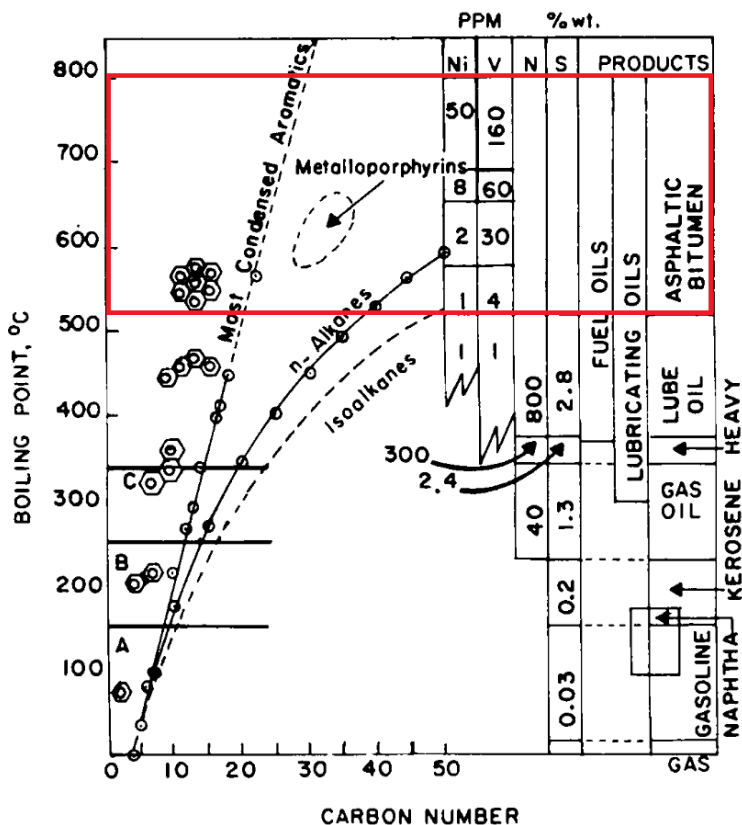 PPM % wt.
Ni V N S PRODUCTS
800
700
600
500
400
300
200
100
0
BOILING POINT, °C
0 10 20 30 40 50
CARBON NUMBER
Most Condensed Aromatics
Metalloporphyrins
n-Alkanes
Isoalkanes
C
B
A
50 160
8 60
2 30
1 4
1 1
800 2.8
300
2.4
40 1.3
0.2
0.03
FUEL OILS
LUBRICATING OILS
ASPHALTIC
BITUMEN
LUBE
OIL
HEAVY
GAS
OIL
KEROSENE
NAPHTHA
GASOLINE
GAS